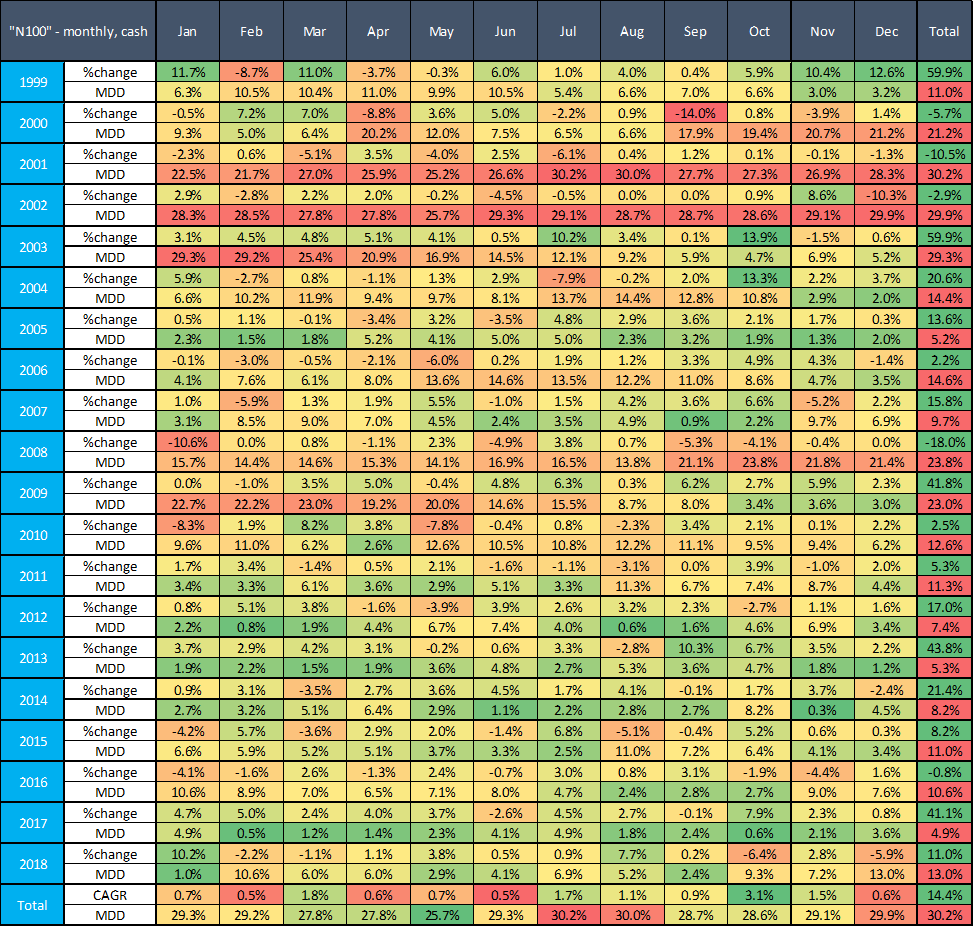 "N100" - monthly, cash Jan Feb Mar Apr May Jun Jul Aug Sep Oct Nov Dec Total
1999 %change 11.7% -8.7% 11.0% -3.7% -0.3% 6.0% 1.0% 4.0% 0.4% 5.9% 10.4% 12.6% 59.9%
MDD 6.3% 10.5% 10.4% 11.0% 9.9% 10.5% 5.4% 6.6% 7.0% 6.6% 3.0% 3.2% 11.0%
2000 %change -0.5% 7.2% 7.0% -8.8% 3.6% 5.0% -2.2% 0.9% -14.0% 0.8% -3.9% 1.4% -5.7%
MDD 9.3% 5.0% 6.4% 20.2% 12.0% 7.5% 6.5% 6.6% 17.9% 19.4% 20.7% 21.2% 21.2%
2001 %change -2.3% 0.6% -5.1% 3.5% -4.0% 2.5% -6.1% 0.4% 1.2% 0.1% -0.1% -1.3% -10.5%
MDD 22.5% 21.7% 27.0% 25.9% 25.2% 26.6% 30.2% 30.0% 27.7% 27.3% 26.9% 28.3% 30.2%
2002 %change 2.9% -2.8% 2.2% 2.0% -0.2% -4.5% -0.5% 0.0% 0.0% 0.9% 8.6% -10.3% -2.9%
MDD 28.3% 28.5% 27.8% 27.8% 25.7% 29.3% 29.1% 28.7% 28.7% 28.6% 29.1% 29.9% 29.9%
2003 %change 3.1% 4.5% 4.8% 5.1% 4.1% 0.5% 10.2% 3.4% 0.1% 13.9% -1.5% 0.6% 59.9%
MDD 29.3% 29.2% 25.4% 20.9% 16.9% 14.5% 12.1% 9.2% 5.9% 4.7% 6.9% 5.2% 29.3%
2004 %change 5.9% -2.7% 0.8% -1.1% 1.3% 2.9% -7.9% -0.2% 2.0% 13.3% 2.2% 3.7% 20.6%
MDD 6.6% 10.2% 11.9% 9.4% 9.7% 8.1% 13.7% 14.4% 12.8% 10.8% 2.9% 2.0% 14.4%
2005 %change 0.5% 1.1% -0.1% -3.4% 3.2% -3.5% 4.8% 2.9% 3.6% 2.1% 1.7% 0.3% 13.6%
MDD 2.3% 1.5% 1.8% 5.2% 4.1% 5.0% 5.0% 2.3% 3.2% 1.9% 1.3% 2.0% 5.2%
2006 %change -0.1% -3.0% -0.5% -2.1% -6.0% 0.2% 1.9% 1.2% 3.3% 4.9% 4.3% -1.4% 2.2%
MDD 4.1% 7.6% 6.1% 8.0% 13.6% 14.6% 13.5% 12.2% 11.0% 8.6% 4.7% 3.5% 14.6%
2007 %change 1.0% -5.9% 1.3% 1.9% 5.5% -1.0% 1.5% 4.2% 3.6% 6.6% -5.2% 2.2% 15.8%
MDD 3.1% 8.5% 9.0% 7.0% 4.5% 2.4% 3.5% 4.9% 0.9% 2.2% 9.7% 6.9% 9.7%
2008 %change -10.6% 0.0% 0.8% -1.1% 2.3% -4.9% 3.8% 0.7% -5.3% -4.1% -0.4% 0.0% -18.0%
MDD 15.7% 14.4% 14.6% 15.3% 14.1% 16.9% 16.5% 13.8% 21.1% 23.8% 21.8% 21.4% 23.8%
2009 %change 0.0% -1.0% 3.5% 5.0% -0.4% 4.8% 6.3% 0.3% 6.2% 2.7% 5.9% 2.3% 41.8%
MDD 22.7% 22.2% 23.0% 19.2% 20.0% 14.6% 15.5% 8.7% 8.0% 3.4% 3.6% 3.0% 23.0%
2010 %change -8.3% 1.9% 8.2% 3.8% -7.8% -0.4% 0.8% -2.3% 3.4% 2.1% 0.1% 2.2% 2.5%
MDD 9.6% 11.0% 6.2% 2.6% 12.6% 10.5% 10.8% 12.2% 11.1% 9.5% 9.4% 6.2% 12.6%
2011 %change 1.7% 3.4% -1.4% 0.5% 2.1% -1.6% -1.1% -3.1% 0.0% 3.9% -1.0% 2.0% 5.3%
MDD 3.4% 3.3% 6.1% 3.6% 2.9% 5.1% 3.3% 11.3% 6.7% 7.4% 8.7% 4.4% 11.3%
2012 %change 0.8% 5.1% 3.8% -1.6% -3.9% 3.9% 2.6% 3.2% 2.3% -2.7% 1.1% 1.6% 17.0%
MDD 2.2% 0.8% 1.9% 4.4% 6.7% 7.4% 4.0% 0.6% 1.6% 4.6% 6.9% 3.4% 7.4%
2013 %change 3.7% 2.9% 4.2% 3.1% -0.2% 0.6% 3.3% -2.8% 10.3% 6.7% 3.5% 2.2% 43.8%
MDD 1.9% 2.2% 1.5% 1.9% 3.6% 4.8% 2.7% 5.3% 3.6% 4.7% 1.8% 1.2% 5.3%
2014 %change 0.9% 3.1% -3.5% 2.7% 3.6% 4.5% 1.7% 4.1% -0.1% 1.7% 3.7% -2.4% 21.4%
MDD 2.7% 3.2% 5.1% 6.4% 2.9% 1.1% 2.2% 2.8% 2.7% 8.2% 0.3% 4.5% 8.2%
2015 %change -4.2% 5.7% -3.6% 2.9% 2.0% -1.4% 6.8% -5.1% -0.4% 5.2% 0.6% 0.3% 8.2%
MDD 6.6% 5.9% 5.2% 5.1% 3.7% 3.3% 2.5% 11.0% 7.2% 6.4% 4.1% 3.4% 11.0%
2016 %change -4.1% -1.6% 2.6% -1.3% 2.4% -0.7% 3.0% 0.8% 3.1% -1.9% -4.4% 1.6% -0.8%
MDD 10.6% 8.9% 7.0% 6.5% 7.1% 8.0% 4.7% 2.4% 2.8% 2.7% 9.0% 7.6% 10.6%
2017 %change 4.7% 5.0% 2.4% 4.0% 3.7% -2.6% 4.5% 2.7% -0.1% 7.9% 2.3% 0.8% 41.1%
MDD 4.9% 0.5% 1.2% 1.4% 2.3% 4.1% 4.9% 1.8% 2.4% 0.6% 2.1% 3.6% 4.9%
2018 %change 10.2% -2.2% -1.1% 1.1% 3.8% 0.5% 0.9% 7.7% 0.2% -6.4% 2.8% -5.9% 11.0%
MDD 1.0% 10.6% 6.0% 6.0% 2.9% 4.1% 6.9% 5.2% 2.4% 9.3% 7.2% 13.0% 13.0%
Total CAGR 0.7% 0.5% 1.8% 0.6% 0.7% 0.5% 1.7% 1.1% 0.9% 3.1% 1.5% 0.6% 14.4%
MDD 29.3% 29.2% 27.8% 27.8% 25.7% 29.3% 30.2% 30.0% 28.7% 28.6% 29.1% 29.9% 30.2%